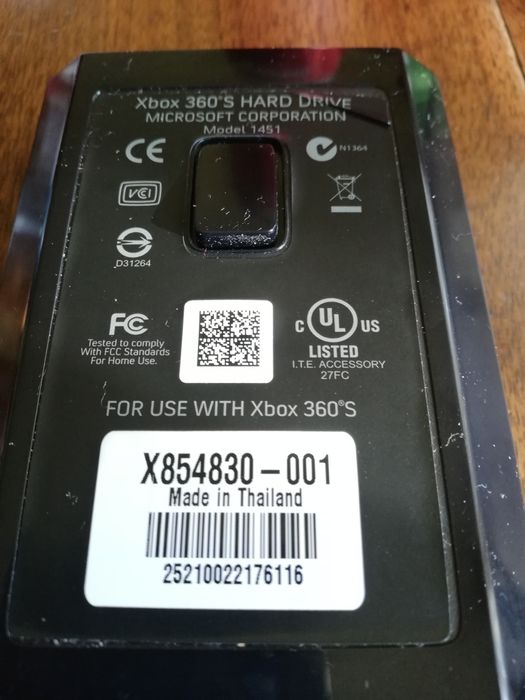 Xbox 360®S HARD DRIVE
MICROSOFT CORPORATION
Model 1451
CE
N1364
VCI
D31264
FC
Tested to comply
With FCC Standards
For Home Use.
C UL US
LISTED
I.T.E. ACCESSORY
27FC
FOR USE WITH Xbox 360®S
X854830-001
Made in Thailand
25210022176116